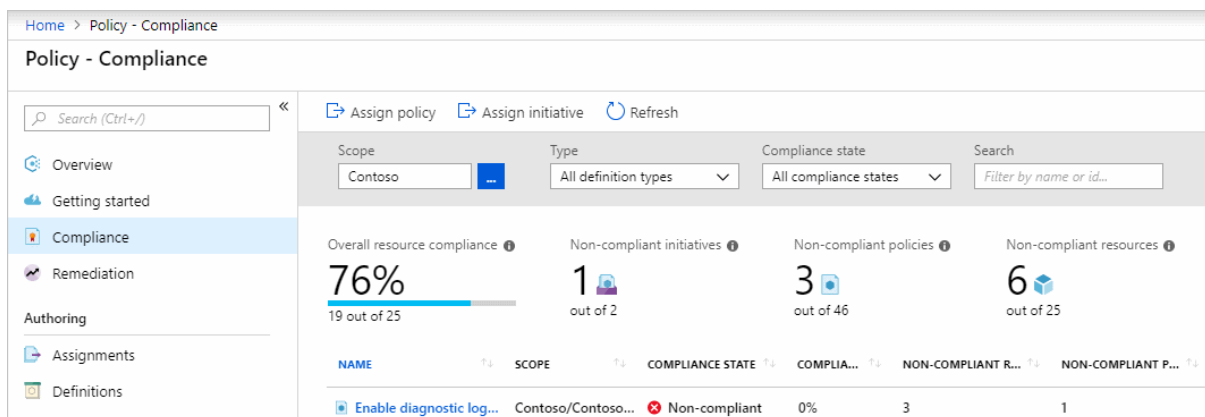 Home > Policy - Compliance
Policy - Compliance
Search (Ctrl+/)
«
Overview
Getting started
Compliance
Remediation
Authoring
Assignments
Definitions
Assign policy Assign initiative Refresh
Scope Type Compliance state Search
Contoso ... All definition types All compliance states Filter by name or id...
Overall resource compliance Non-compliant initiatives Non-compliant policies Non-compliant resources
76% 1 3 6
19 out of 25 out of 2 out of 46 out of 25
NAME SCOPE COMPLIANCE STATE COMPLIA... NON-COMPLIANT R... NON-COMPLIANT P...
Enable diagnostic log... Contoso/Contoso... Non-compliant 0% 3 1